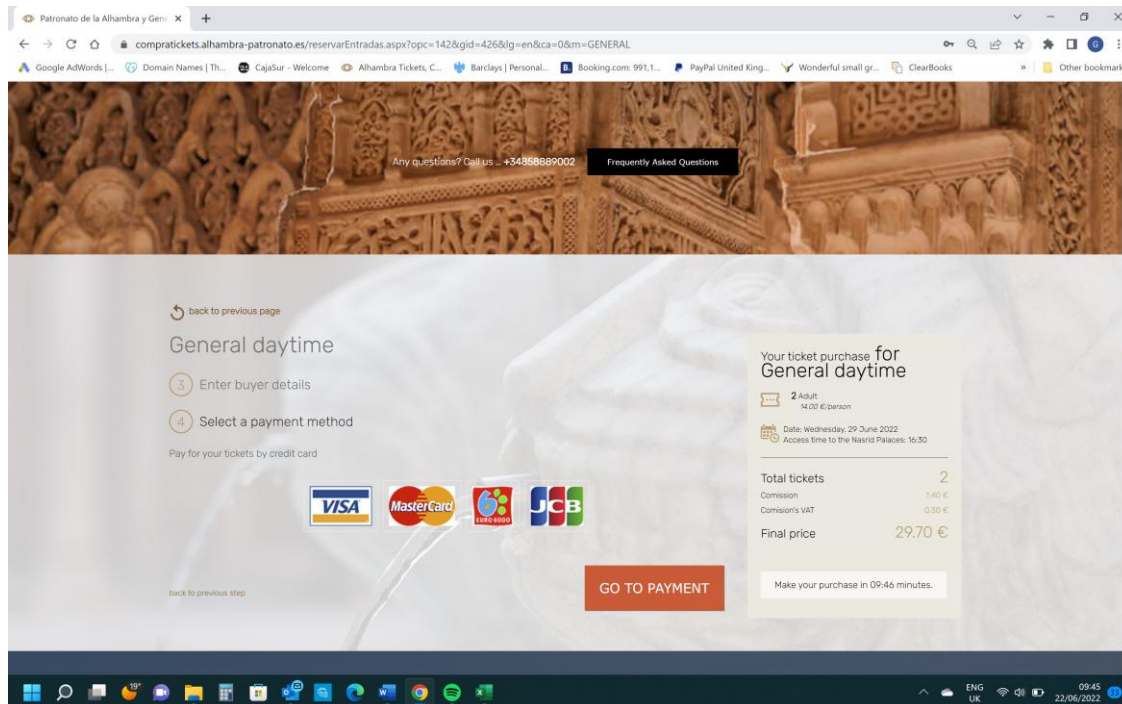 Patronato de la Alhambra y Gene
compratickets.alhambra-patronato.es/reservarEntradas.aspx?opc=142&gid=426&lg=en&ca=0&m=GENERAL
Google AdWords |... Domain Names | Th... CajaSur - Welcome Alhambra Tickets, C... Barclays | Personal... Booking.com: 991,1... PayPal United King... Wonderful small gr... ClearBooks » Other bookmark
Any questions? Call us _ +34858889002 Frequently Asked Questions
back to previous page
General daytime
3 Enter buyer details
4 Select a payment method
Pay for your tickets by credit card
VISA MasterCard 6 EURO 6000 JCB
back to previous step
GO TO PAYMENT
Your ticket purchase for
General daytime
2 Adult
14.00 €/person
Date: Wednesday, 29 June 2022
Access time to the Nasrid Palaces: 16:30
Total tickets 2
Comission 1.40 €
Comision's VAT 0.30 €
Final price 29.70 €
Make your purchase in 09:46 minutes.
19°
ENG
UK
09:45
22/06/2022